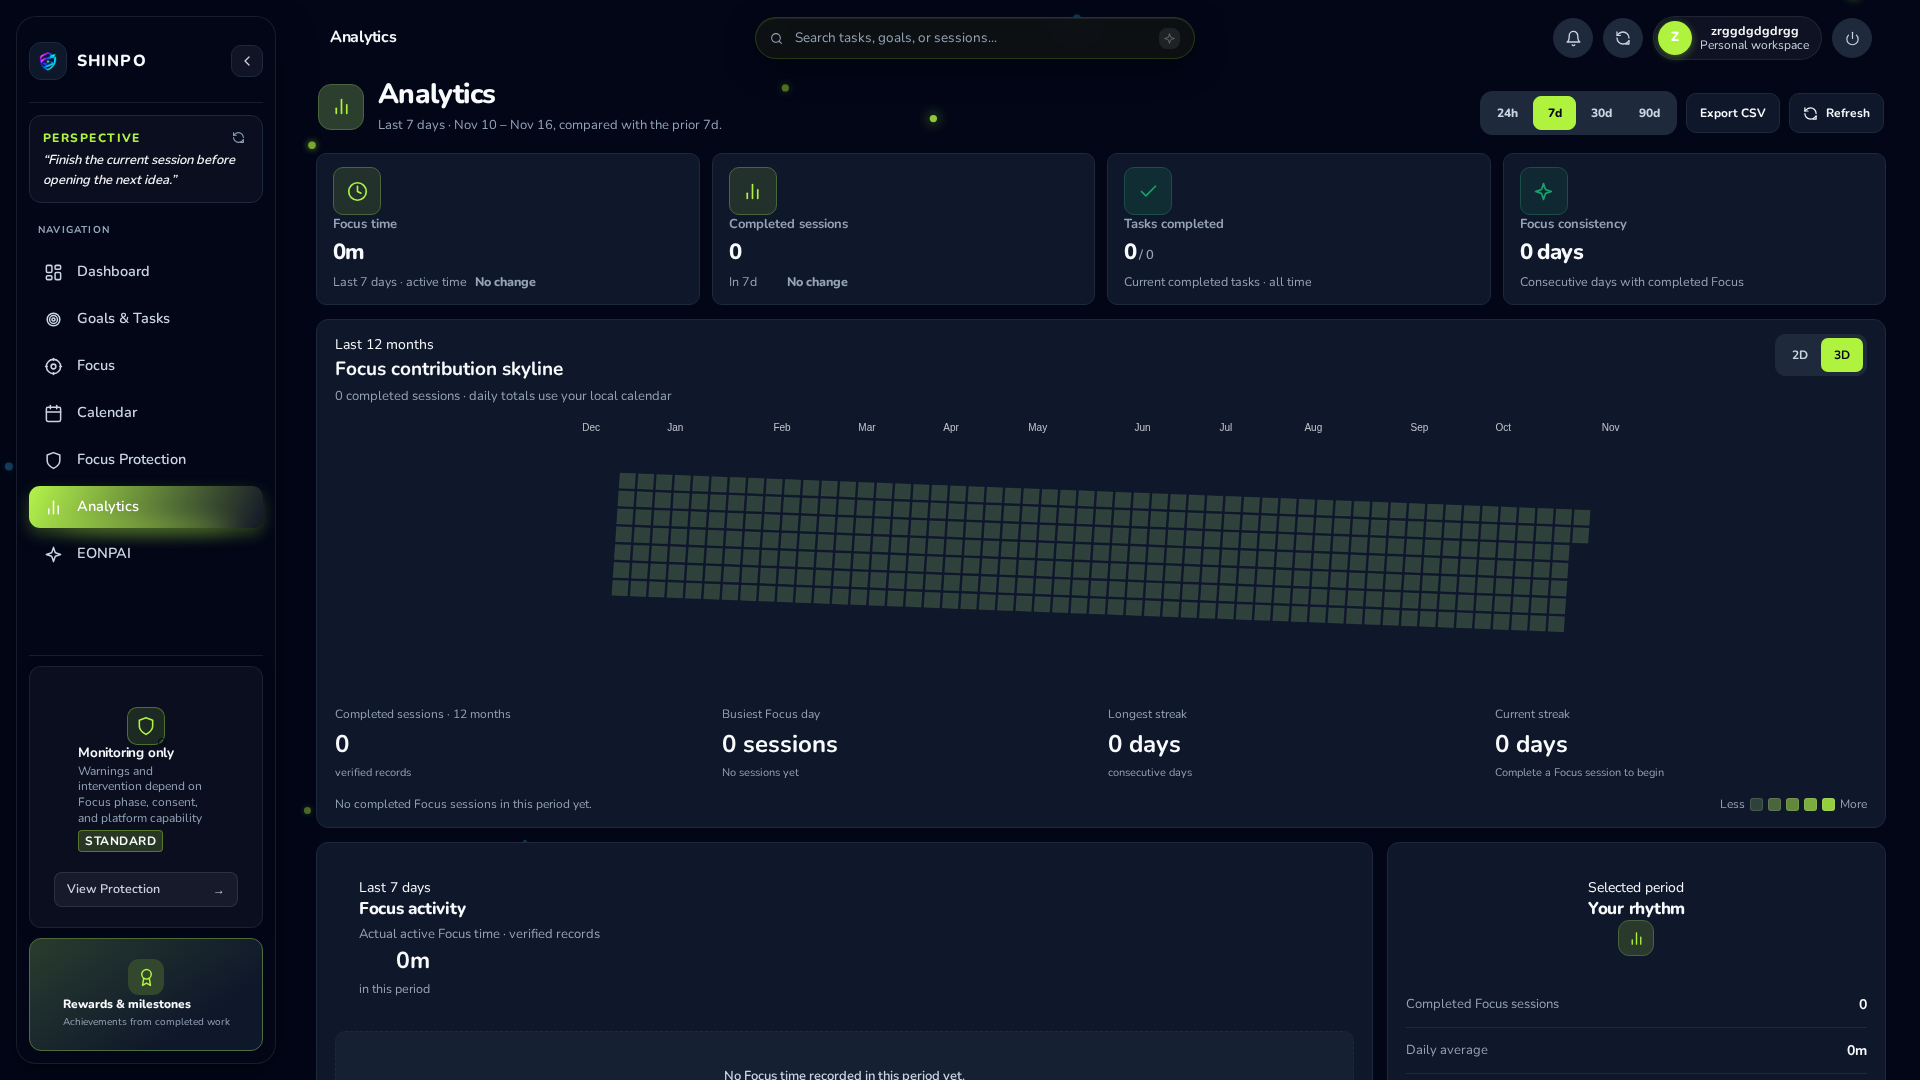 SHINPO
PERSPECTIVE
“Finish the current session before
opening the next idea.”
NAVIGATION
Dashboard
Goals & Tasks
Focus
Calendar
Focus Protection
Analytics
EONPAI
Monitoring only
Warnings and
intervention depend on
Focus phase, consent,
and platform capability
STANDARD
View Protection →
Rewards & milestones
Achievements from completed work
Analytics
Search tasks, goals, or sessions...
Z
zrggdgdgdrgg
Personal workspace
Analytics
Last 7 days · Nov 10 – Nov 16, compared with the prior 7d.
24h 7d 30d 90d
Export CSV
Refresh
Focus time
0m
Last 7 days · active time No change
Completed sessions
0
In 7d No change
Tasks completed
0 / 0
Current completed tasks · all time
Focus consistency
0 days
Consecutive days with completed Focus
Last 12 months
Focus contribution skyline
0 completed sessions · daily totals use your local calendar
2D 3D
Dec Jan Feb Mar Apr May Jun Jul Aug Sep Oct Nov
Completed sessions · 12 months
0
verified records
Busiest Focus day
0 sessions
No sessions yet
Longest streak
0 days
consecutive days
Current streak
0 days
Complete a Focus session to begin
No completed Focus sessions in this period yet.
Less More
Last 7 days
Focus activity
Actual active Focus time · verified records
0m
in this period
No Focus time recorded in this period yet.
Selected period
Your rhythm
Completed Focus sessions 0
Daily average 0m